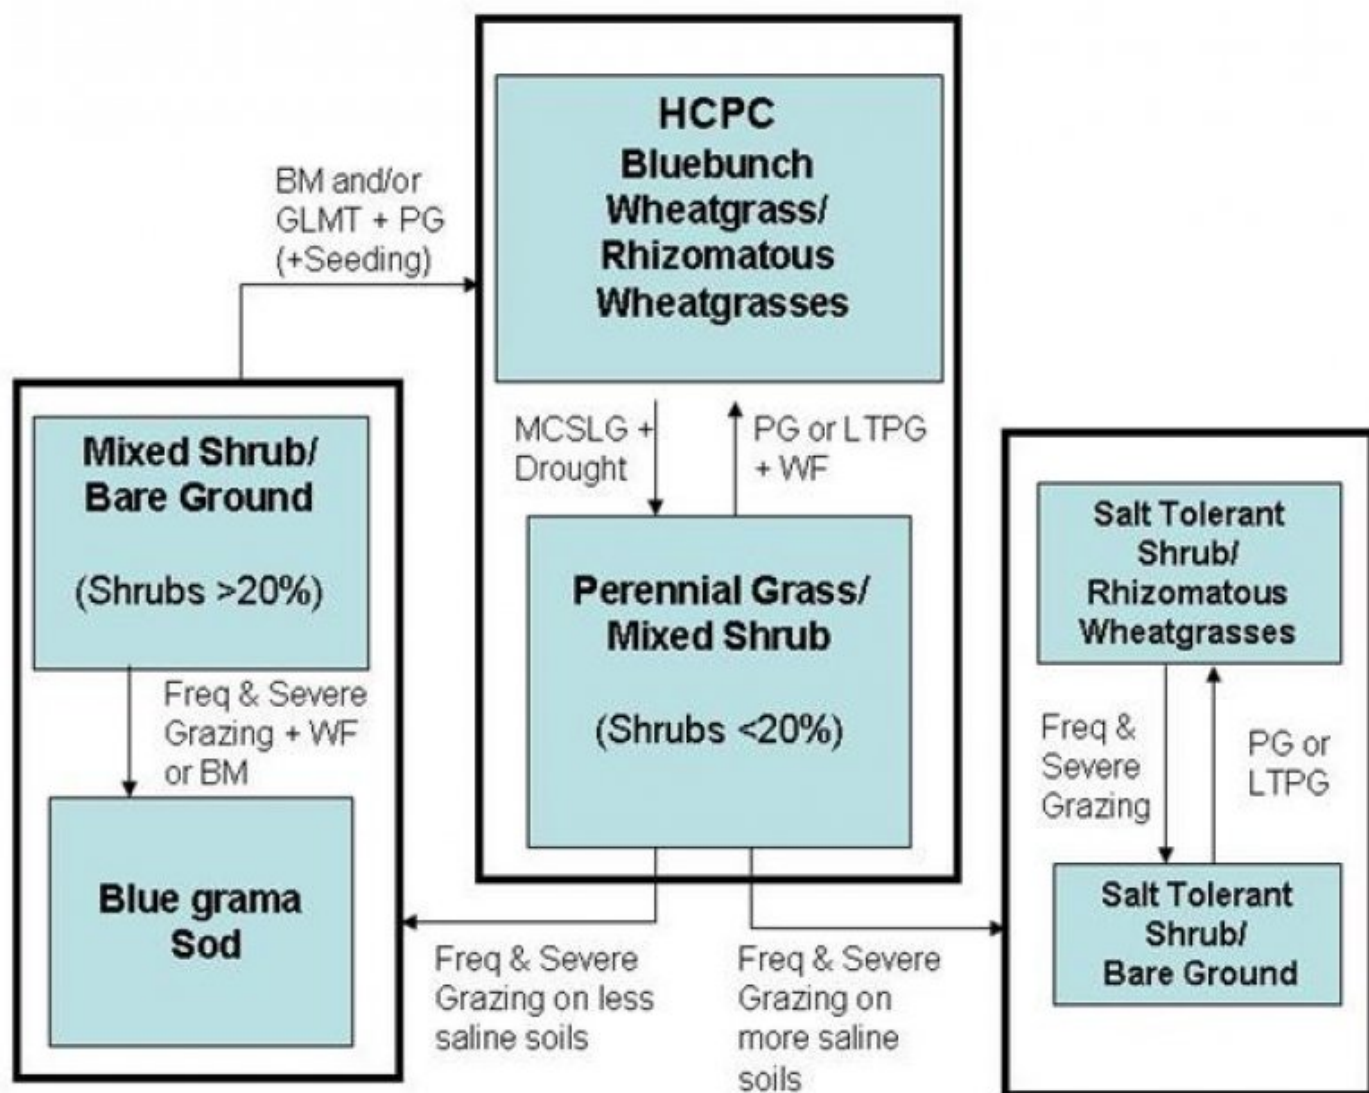 HCPC
Bluebunch
Wheatgrass/
Rhizomatous
Wheatgrasses
BM and/or
GLMT + PG
(+Seeding)
MCSLG +
Drought
PG or LTPG
+ WF
Mixed Shrub/
Bare Ground
(Shrubs >20%)
Freq & Severe
Grazing + WF
or BM
Blue grama
Sod
Perennial Grass/
Mixed Shrub
(Shrubs <20%)
Freq & Severe
Grazing on less
saline soils
Freq & Severe
Grazing on
more saline
soils
Salt Tolerant
Shrub/
Rhizomatous
Wheatgrasses
Freq &
Severe
Grazing
PG or
LTPG
Salt Tolerant
Shrub/
Bare Ground